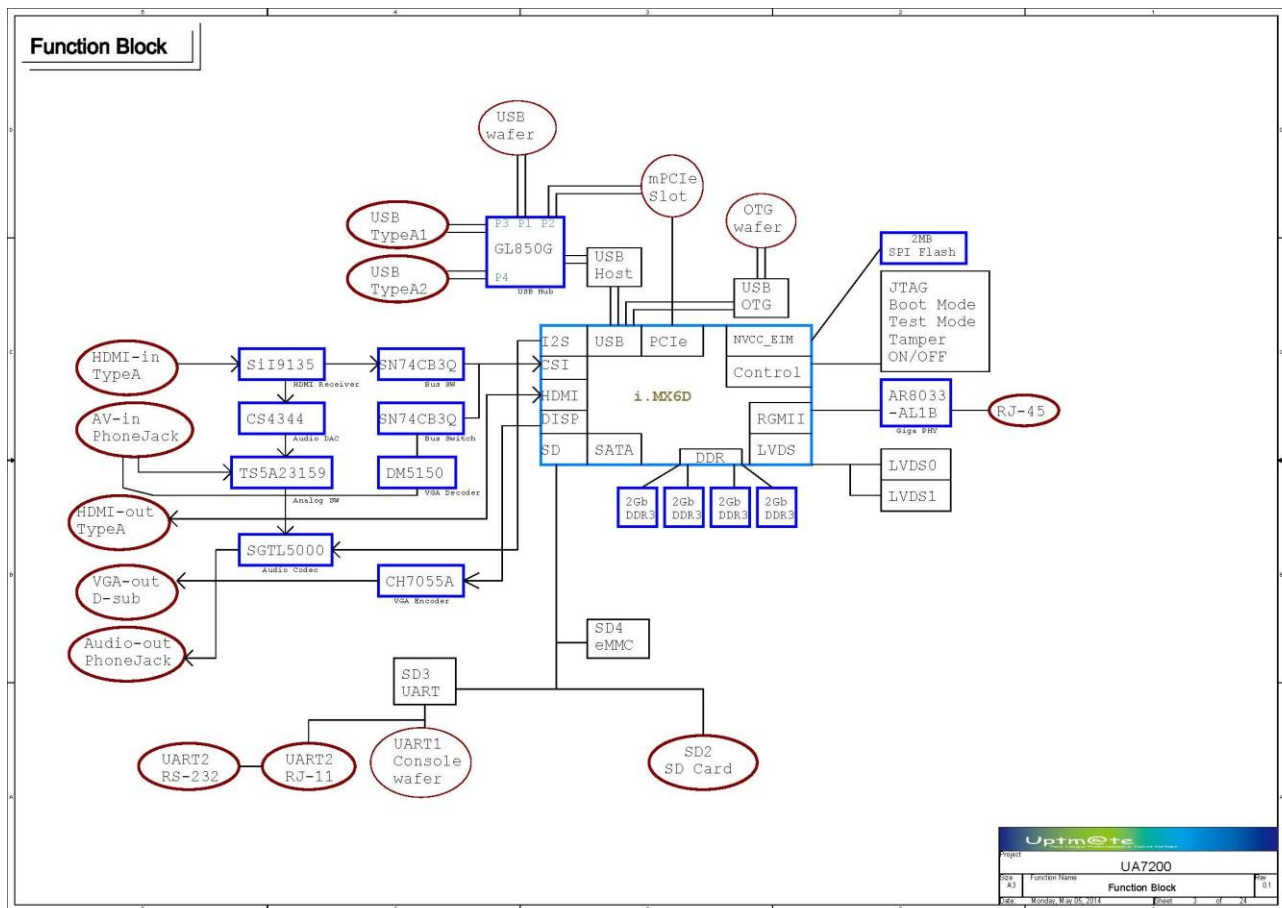 5
4
3
2
1
Function Block
USB
wafer
mPCIe
Slot
OTG
wafer
USB
TypeA1
P3 P1 P2
GL850G
P4
USB Hub
USB
TypeA2
USB
Host
USB
OTG
2MB
SPI Flash
JTAG
Boot Mode
Test Mode
Tamper
ON/OFF
HDMI-in
TypeA
SiI9135
HDMI Receiver
SN74CB3Q
Bus SW
I2S
USB
PCIe
NVCC_EIM
CSI
Control
HDMI
i.MX6D
DISP
RGMII
SD
SATA
LVDS
DDR
AV-in
PhoneJack
CS4344
Audio DAC
SN74CB3Q
Bus Switch
AR8033
-AL1B
Giga PHY
RJ-45
TS5A23159
Analog SW
DM5150
VGA Decoder
LVDS0
LVDS1
2Gb
DDR3
2Gb
DDR3
2Gb
DDR3
2Gb
DDR3
HDMI-out
TypeA
SGTL5000
Audio Codec
VGA-out
D-sub
CH7055A
VGA Encoder
Audio-out
PhoneJack
SD4
eMMC
SD3
UART
UART2
RS-232
UART2
RJ-11
UART1
Console
wafer
SD2
SD Card
Uptm@te
Project
UA7200
Size
A3
Function Name
Function Block
Rev
0.1
Date: Monday, May 05, 2014
Sheet 3 of 24